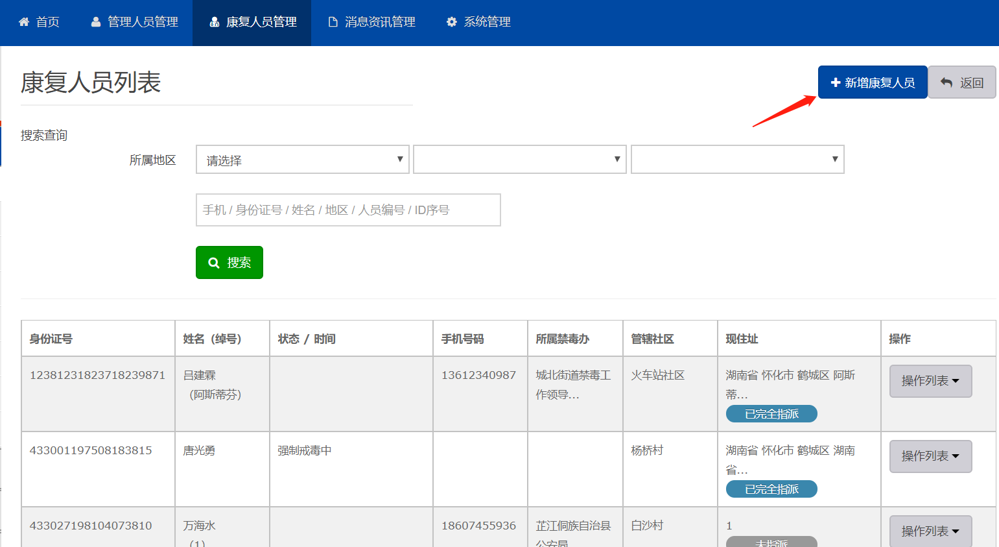 首页 管理人员管理 康复人员管理 消息资讯管理 系统管理
康复人员列表
新增康复人员 返回
搜索查询
所属地区 请选择
手机 / 身份证号 / 姓名 / 地区 / 人员编号 / ID序号
搜索
身份证号 姓名（绰号） 状态 / 时间 手机号码 所属禁毒办 管辖社区 现住址 操作
12381231823718239871 吕建霖 13612340987 城北街道禁毒工 火车站社区 湖南省 怀化市 鹤城区 阿斯 操作列表
（阿斯蒂芬） 作领导... 蒂...
已完全指派
433001197508183815 唐光勇 强制戒毒中 杨桥村 湖南省 怀化市 鹤城区 湖南 操作列表
省...
已完全指派
433027198104073810 万海水 18607455936 芷江侗族自治县 白沙村 1 操作列表
（1） 公安局 未指派